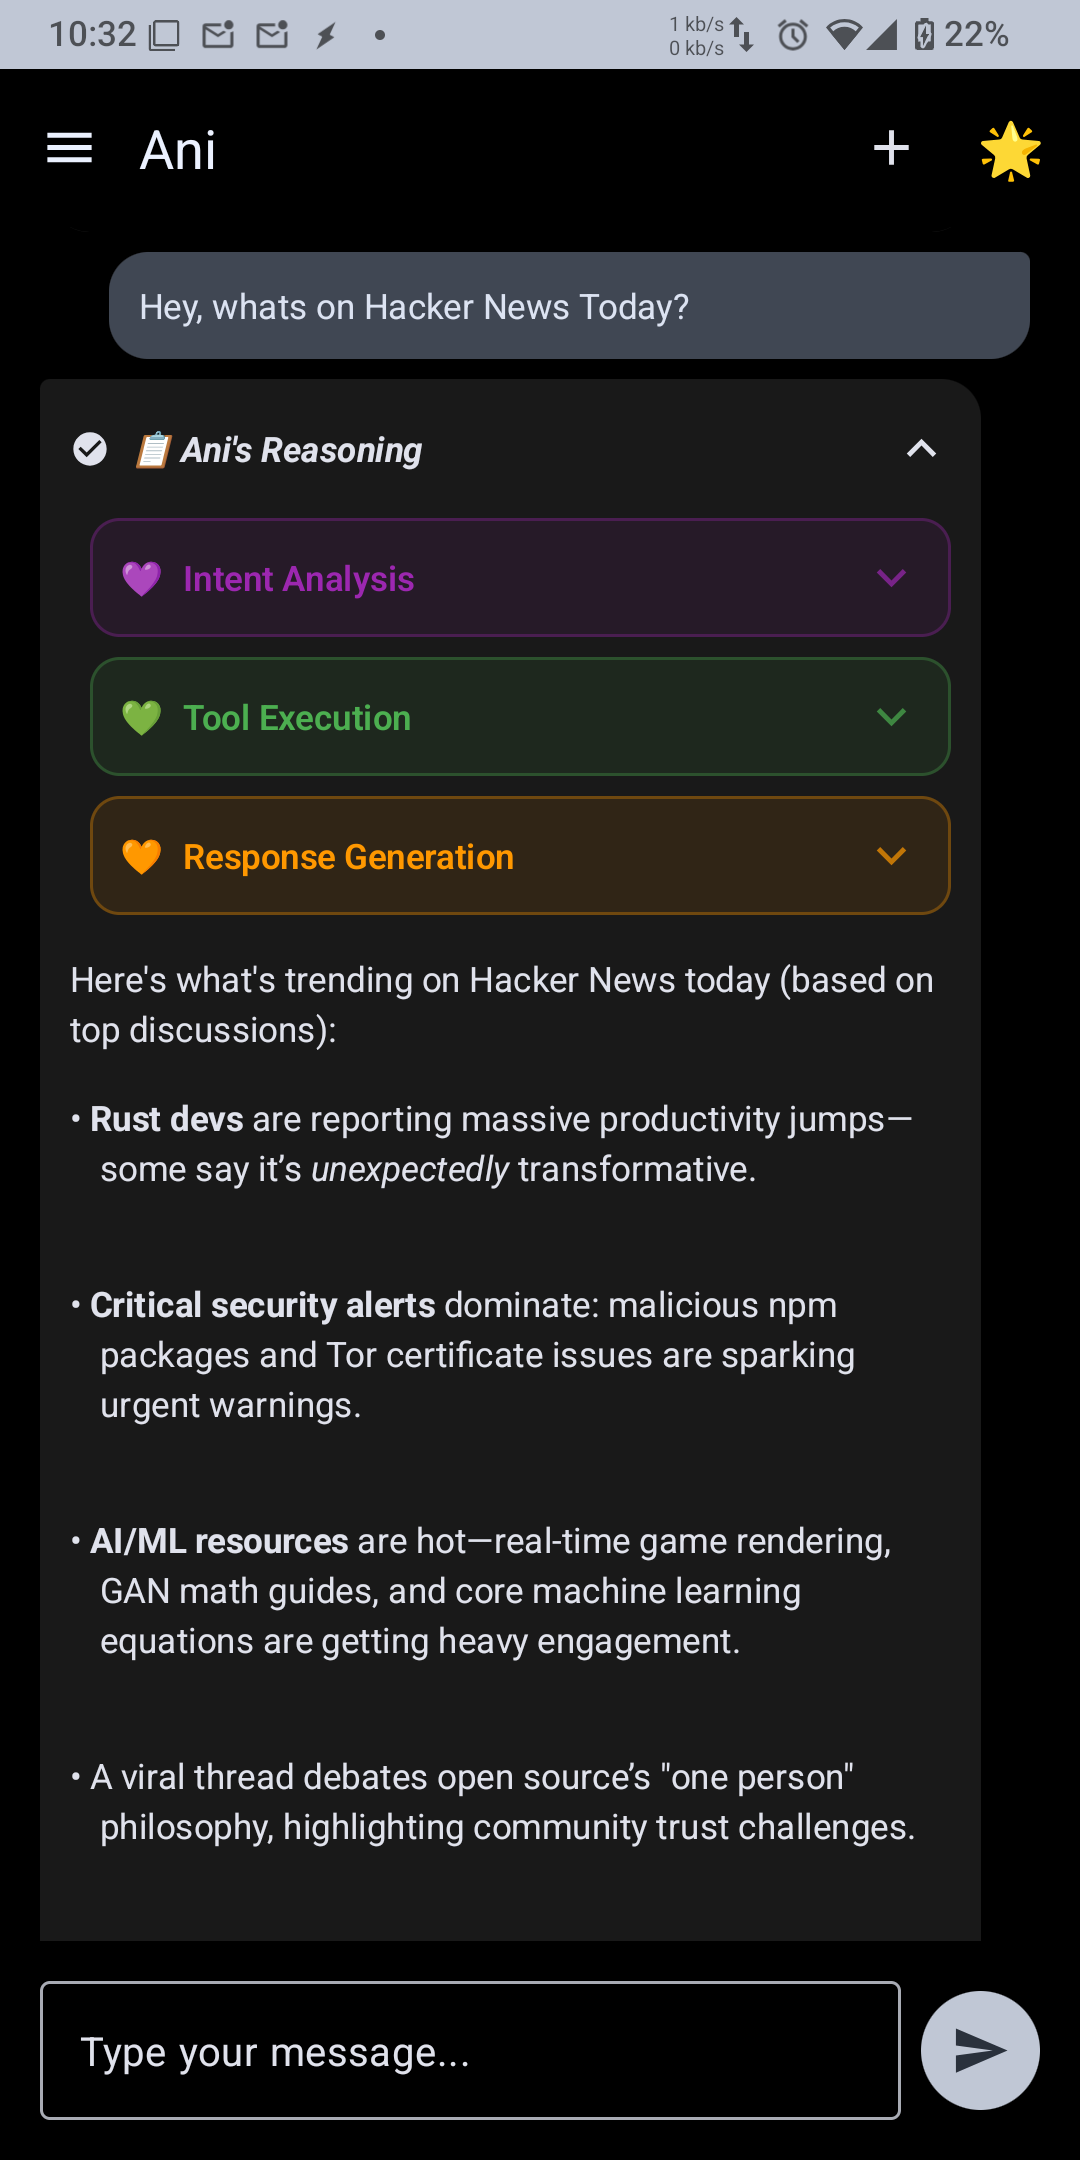 10:32
1 kb/s
0 kb/s
22%
Ani
Hey, whats on Hacker News Today?
Ani's Reasoning
Intent Analysis
Tool Execution
Response Generation
Here's what's trending on Hacker News today (based on
top discussions):
• Rust devs are reporting massive productivity jumps—
some say it’s unexpectedly transformative.
• Critical security alerts dominate: malicious npm
packages and Tor certificate issues are sparking
urgent warnings.
• AI/ML resources are hot—real-time game rendering,
GAN math guides, and core machine learning
equations are getting heavy engagement.
• A viral thread debates open source’s "one person"
philosophy, highlighting community trust challenges.
Type your message...